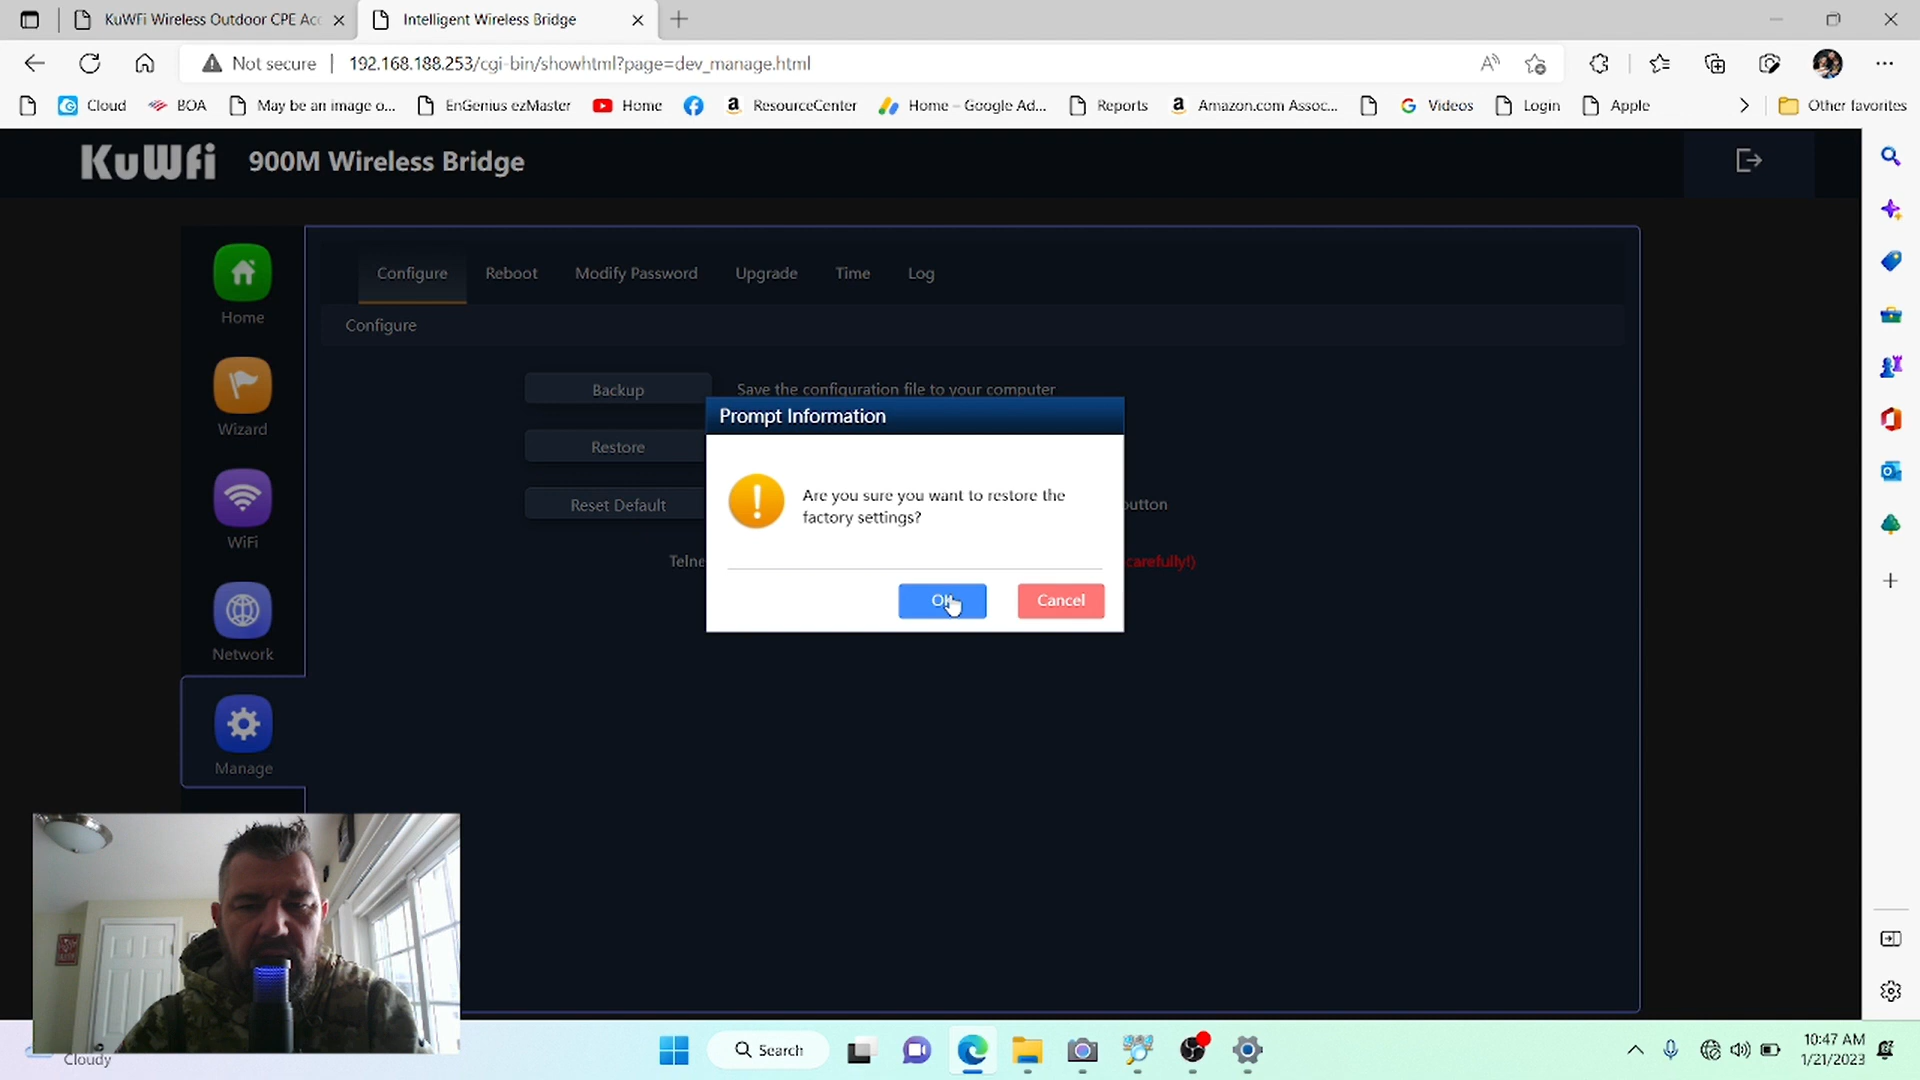 KuWFi Wireless Outdoor CPE Acc
Intelligent Wireless Bridge
Not secure
192.168.188.253/cgi-bin/showhtml?page=dev_manage.html
Cloud
BOA
May be an image o...
EnGenius ezMaster
Home
ResourceCenter
Home – Google Ad...
Reports
Amazon.com Assoc...
Videos
Login
Apple
Other favorites
KuWfi
900M Wireless Bridge
Home
Wizard
WiFi
Network
Manage
Configure
Reboot
Modify Password
Upgrade
Time
Log
Configure
Backup
Save the configuration file to your computer
Restore
Reset Default
button
Telne
carefully!)
Prompt Information
Are you sure you want to restore the
factory settings?
OK
Cancel
Cloudy
Search
10:47 AM
1/21/2023